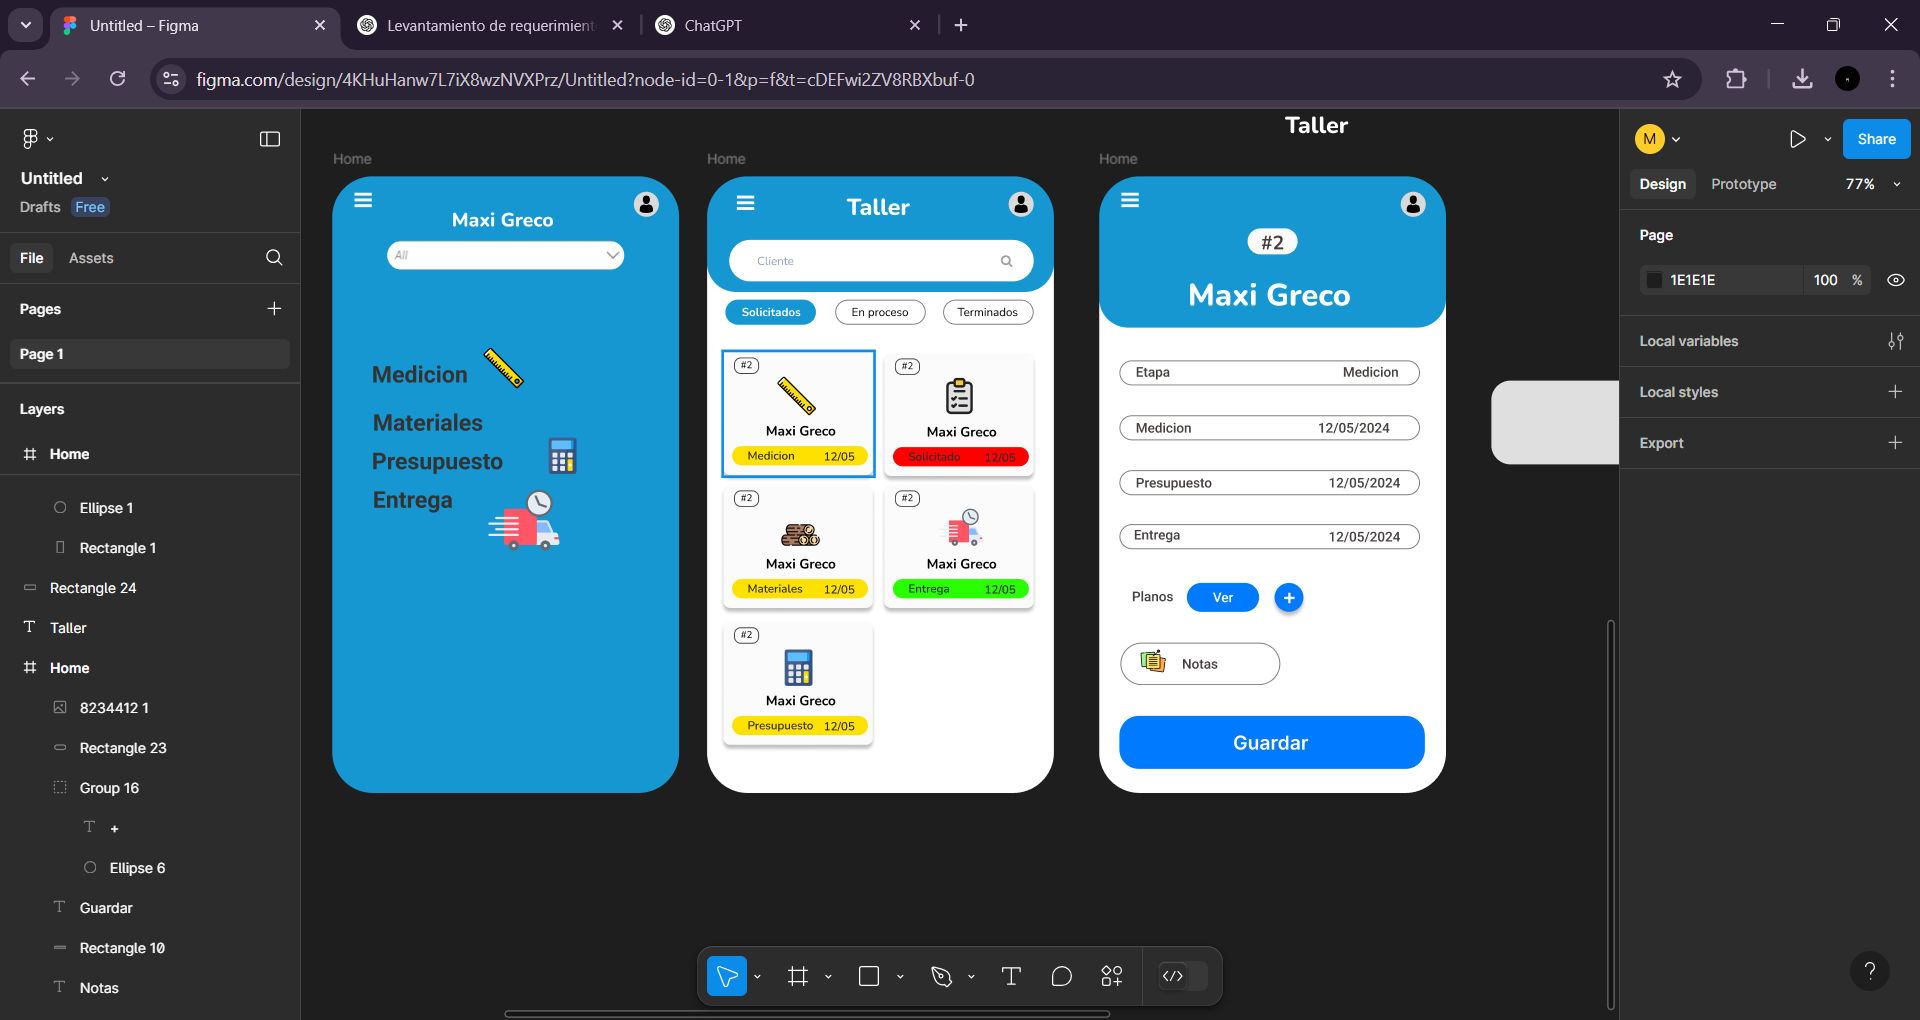 Untitled – Figma
Levantamiento de requerimient
ChatGPT
figma.com/design/4KHuHanw7L7iX8wzNVXPrz/Untitled?node-id=0-1&p=f&t=cDEFwi2ZV8RBXbuf-0
Untitled
Drafts Free
File Assets
Pages
Page 1
Layers
Home
Ellipse 1
Rectangle 1
Rectangle 24
Taller
Home
8234412 1
Rectangle 23
Group 16
+
Ellipse 6
Guardar
Rectangle 10
Notas
Home
Maxi Greco
All
Medicion
Materiales
Presupuesto
Entrega
Home
Taller
Cliente
Solicitados En proceso Terminados
#2
Maxi Greco
Medicion 12/05
#2
Maxi Greco
Solicitado 12/05
#2
Maxi Greco
Materiales 12/05
#2
Maxi Greco
Entrega 12/05
#2
Maxi Greco
Presupuesto 12/05
Taller
Home
#2
Maxi Greco
Etapa Medicion
Medicion 12/05/2024
Presupuesto 12/05/2024
Entrega 12/05/2024
Planos Ver +
Notas
Guardar
M
Share
Design Prototype 77%
Page
1E1E1E 100 %
Local variables
Local styles
Export
?